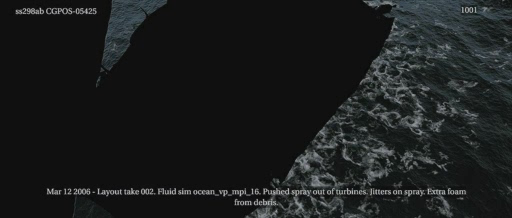 ss298ab CGPOS-05425
1001
Mar 12 2006 - Layout take 002. Fluid sim ocean_vp_mpi_16. Pushed spray out of turbines. Jitters on spray. Extra foam
from debris.